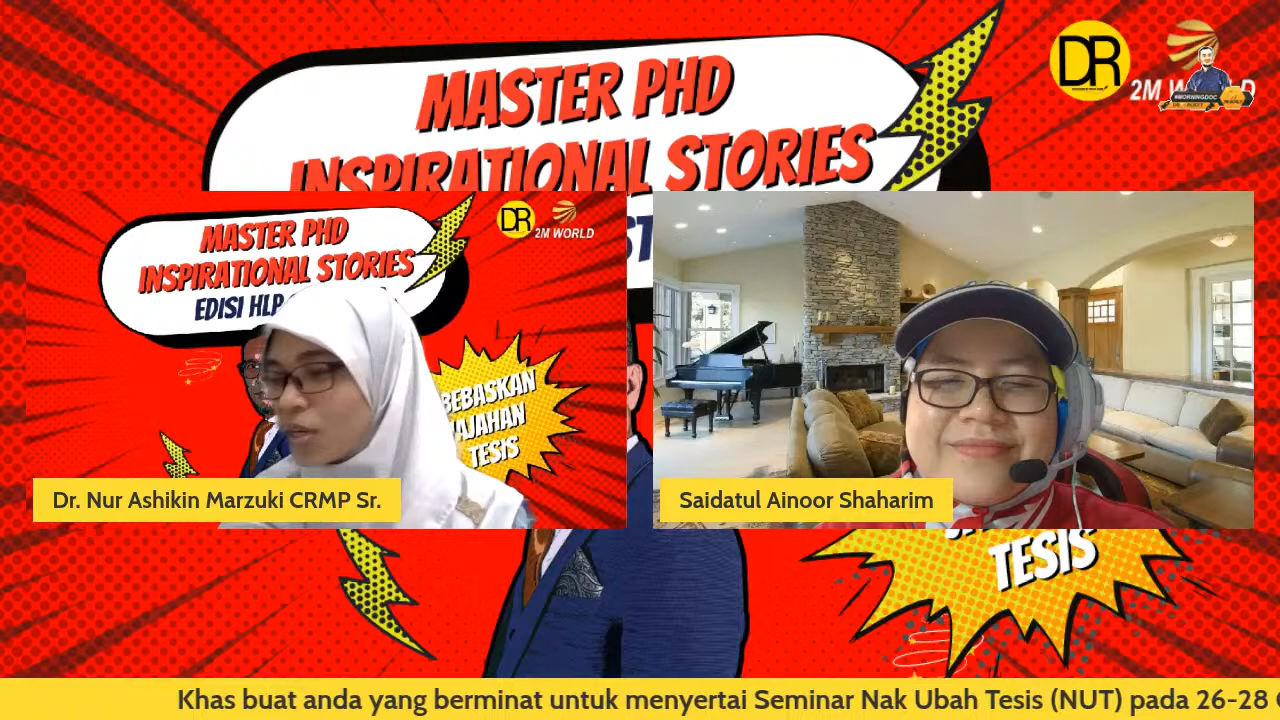 MASTER PHD
INSPIRATIONAL STORIES
DR
2M WORLD
#MORNINGDOC
MASTER PHD
INSPIRATIONAL STORIES
EDISI HLP
DR
2M WORLD
BEBASKAN
TESIS
Dr. Nur Ashikin Marzuki CRMP Sr.
Saidatul Ainoor Shaharim
TESIS
Khas buat anda yang berminat untuk menyertai Seminar Nak Ubah Tesis (NUT) pada 26-28